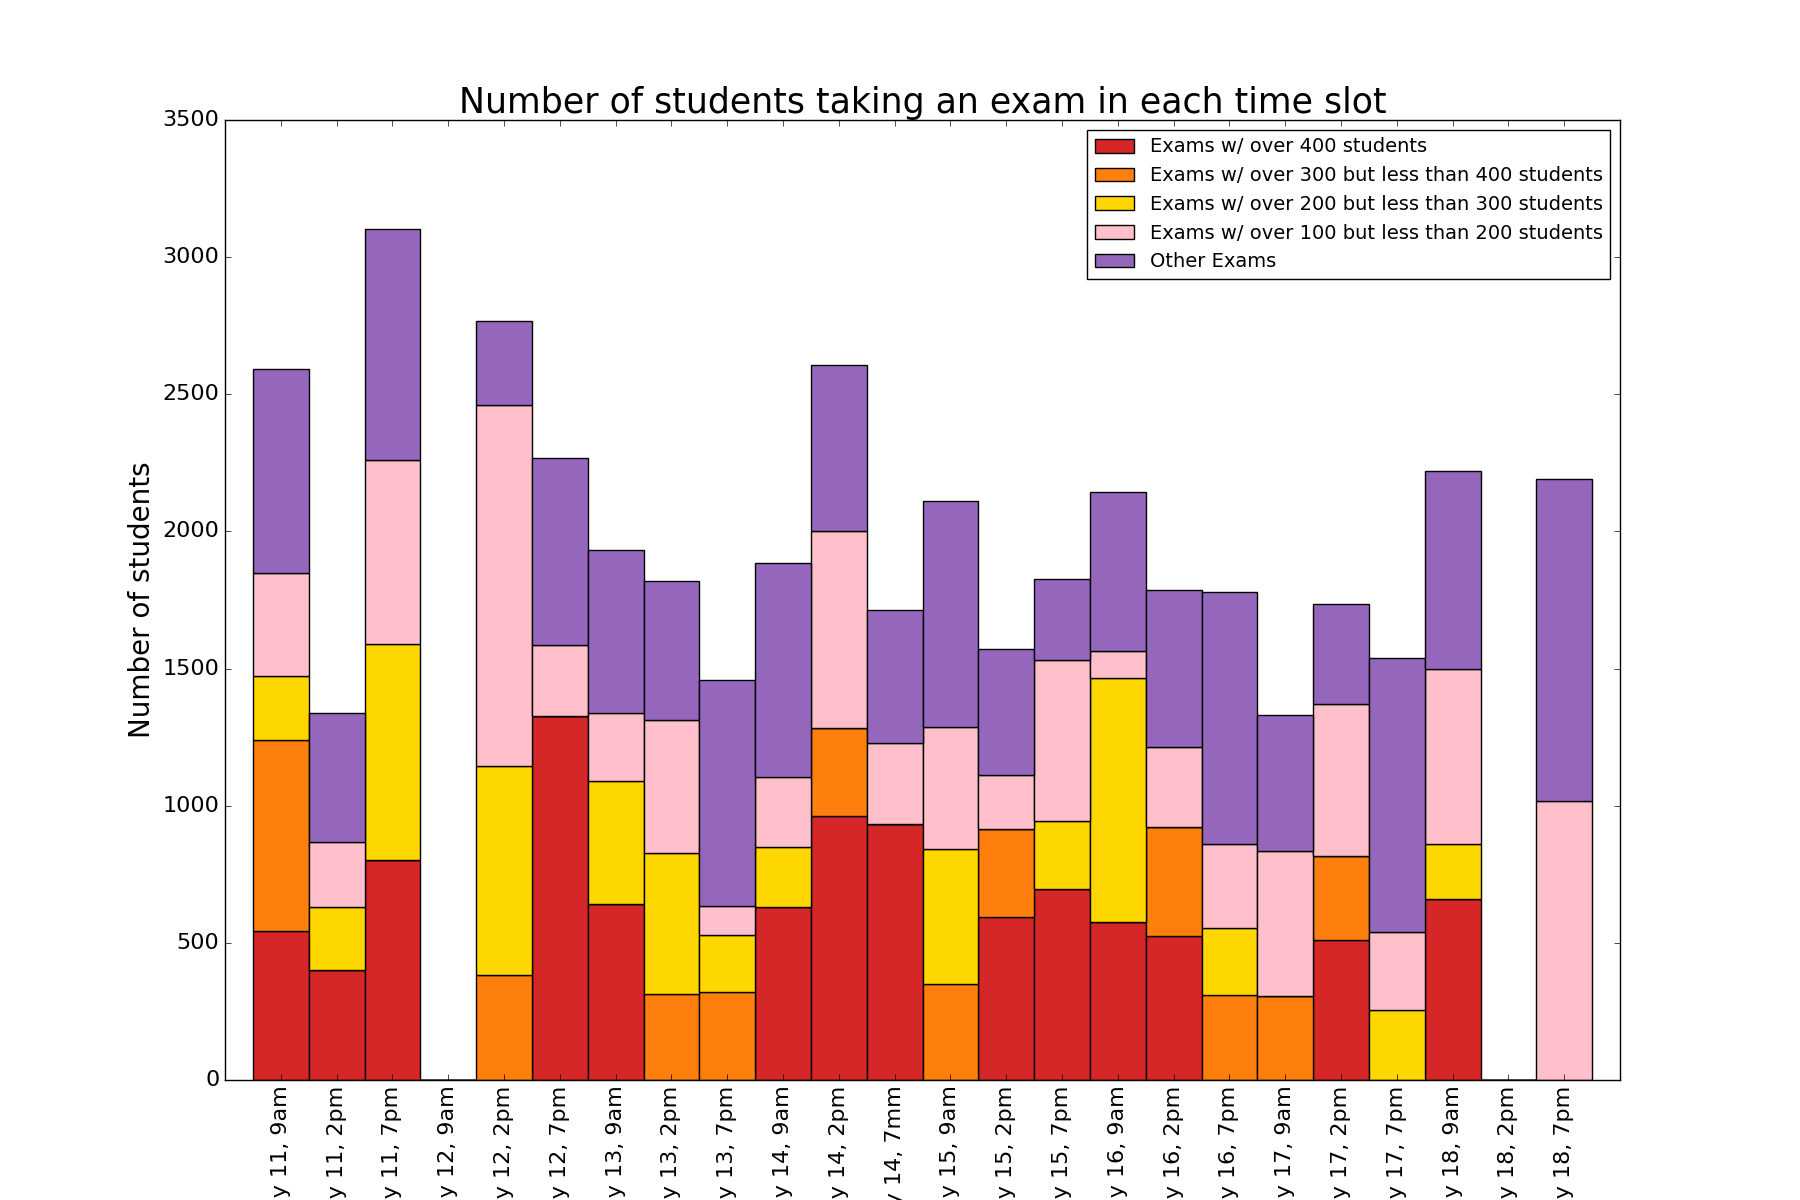 Number of students taking an exam in each time slot
3500
3000
2500
2000
1500
1000
500
0
Number of students
Exams w/ over 400 students
Exams w/ over 300 but less than 400 students
Exams w/ over 200 but less than 300 students
Exams w/ over 100 but less than 200 students
Other Exams
y 11, 9am
y 11, 2pm
y 11, 7pm
y 12, 9am
y 12, 2pm
y 12, 7pm
y 13, 9am
y 13, 2pm
y 13, 7pm
y 14, 9am
y 14, 2pm
y 14, 7mm
y 15, 9am
y 15, 2pm
y 15, 7pm
y 16, 9am
y 16, 2pm
y 16, 7pm
y 17, 9am
y 17, 2pm
y 17, 7pm
y 18, 9am
y 18, 2pm
y 18, 7pm